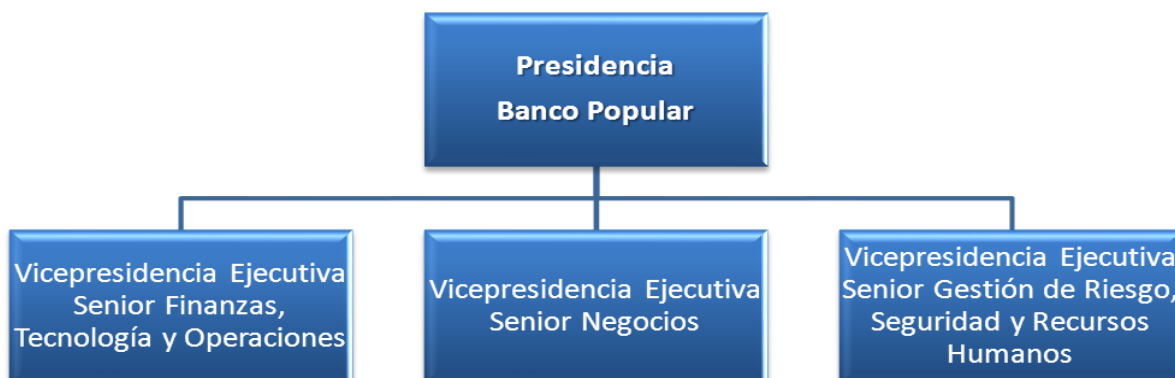 Presidencia
Banco Popular
Vicepresidencia Ejecutiva
Senior Finanzas,
Tecnología y Operaciones
Vicepresidencia Ejecutiva
Senior Negocios
Vicepresidencia Ejecutiva
Senior Gestión de Riesgo,
Seguridad y Recursos
Humanos